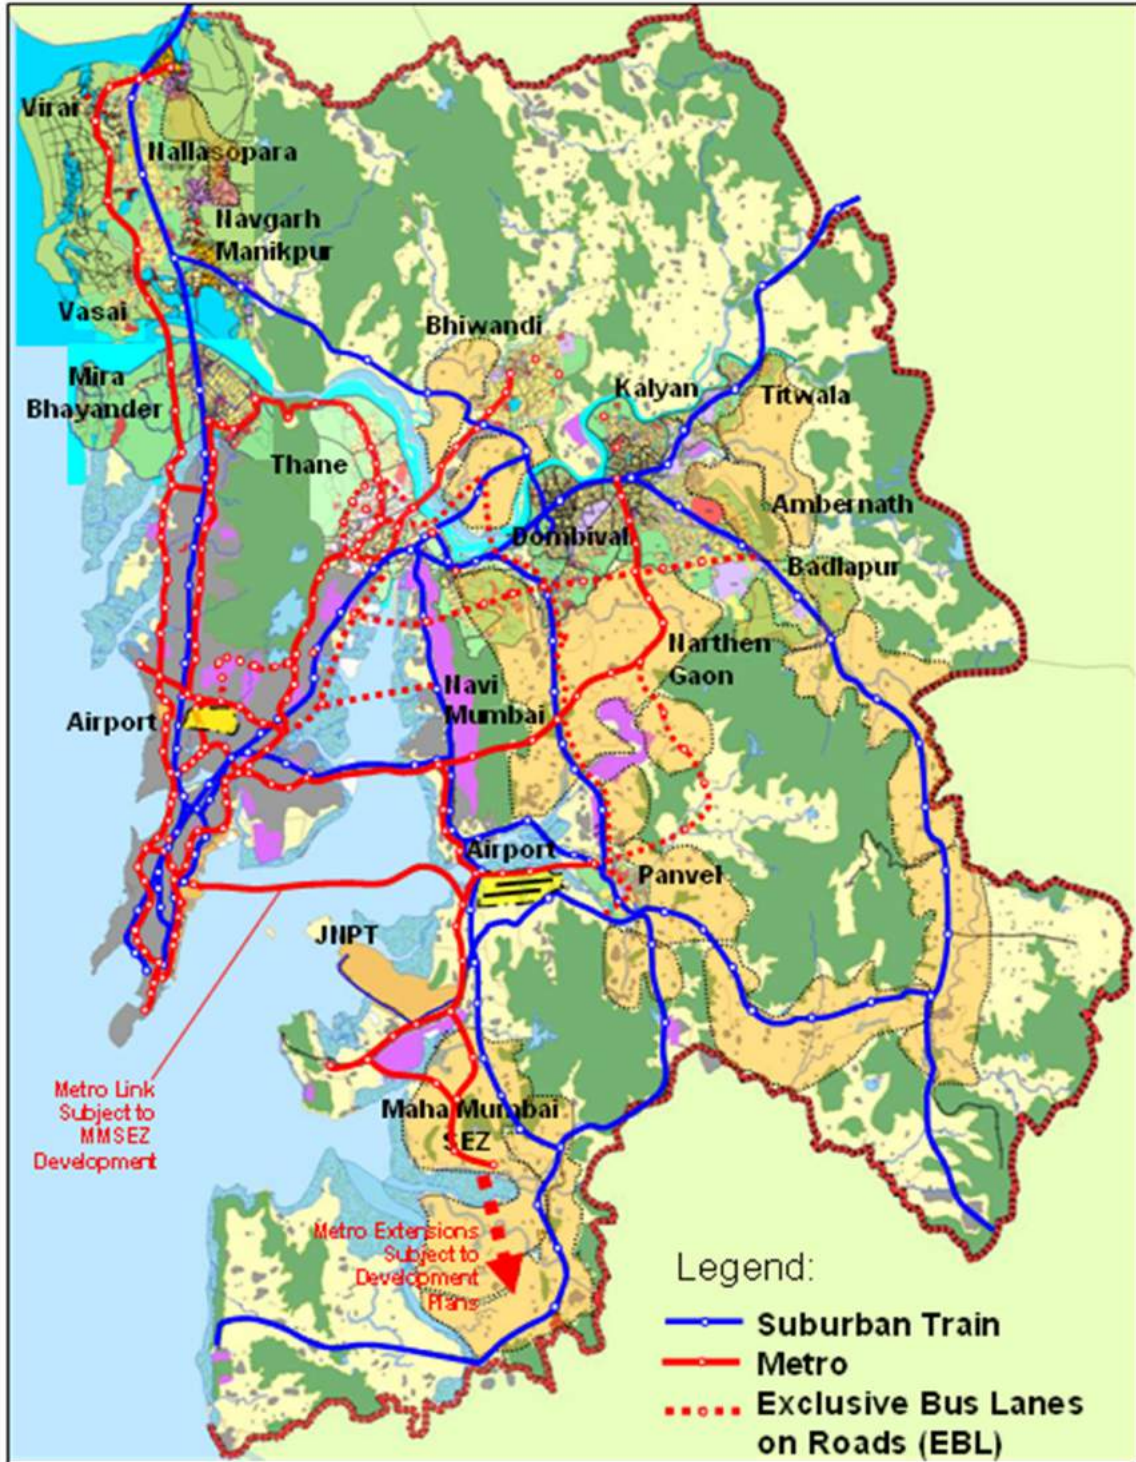 Virar
Nallasopara
Navgarh
Manikpur
Vasai
Bhiwandi
Mira
Bhayander
Kalyan
Titwala
Thane
Ambernath
Dombival
Badlapur
Narthen
Gaon
Navi
Mumbai
Airport
Airport
Panvel
JNPT
Metro Link
Subject to
MMSEZ
Development
Maha Mumbai
SEZ
Metro Extensions
Subject to
Development
Plans
Legend:
Suburban Train
Metro
Exclusive Bus Lanes
on Roads (EBL)